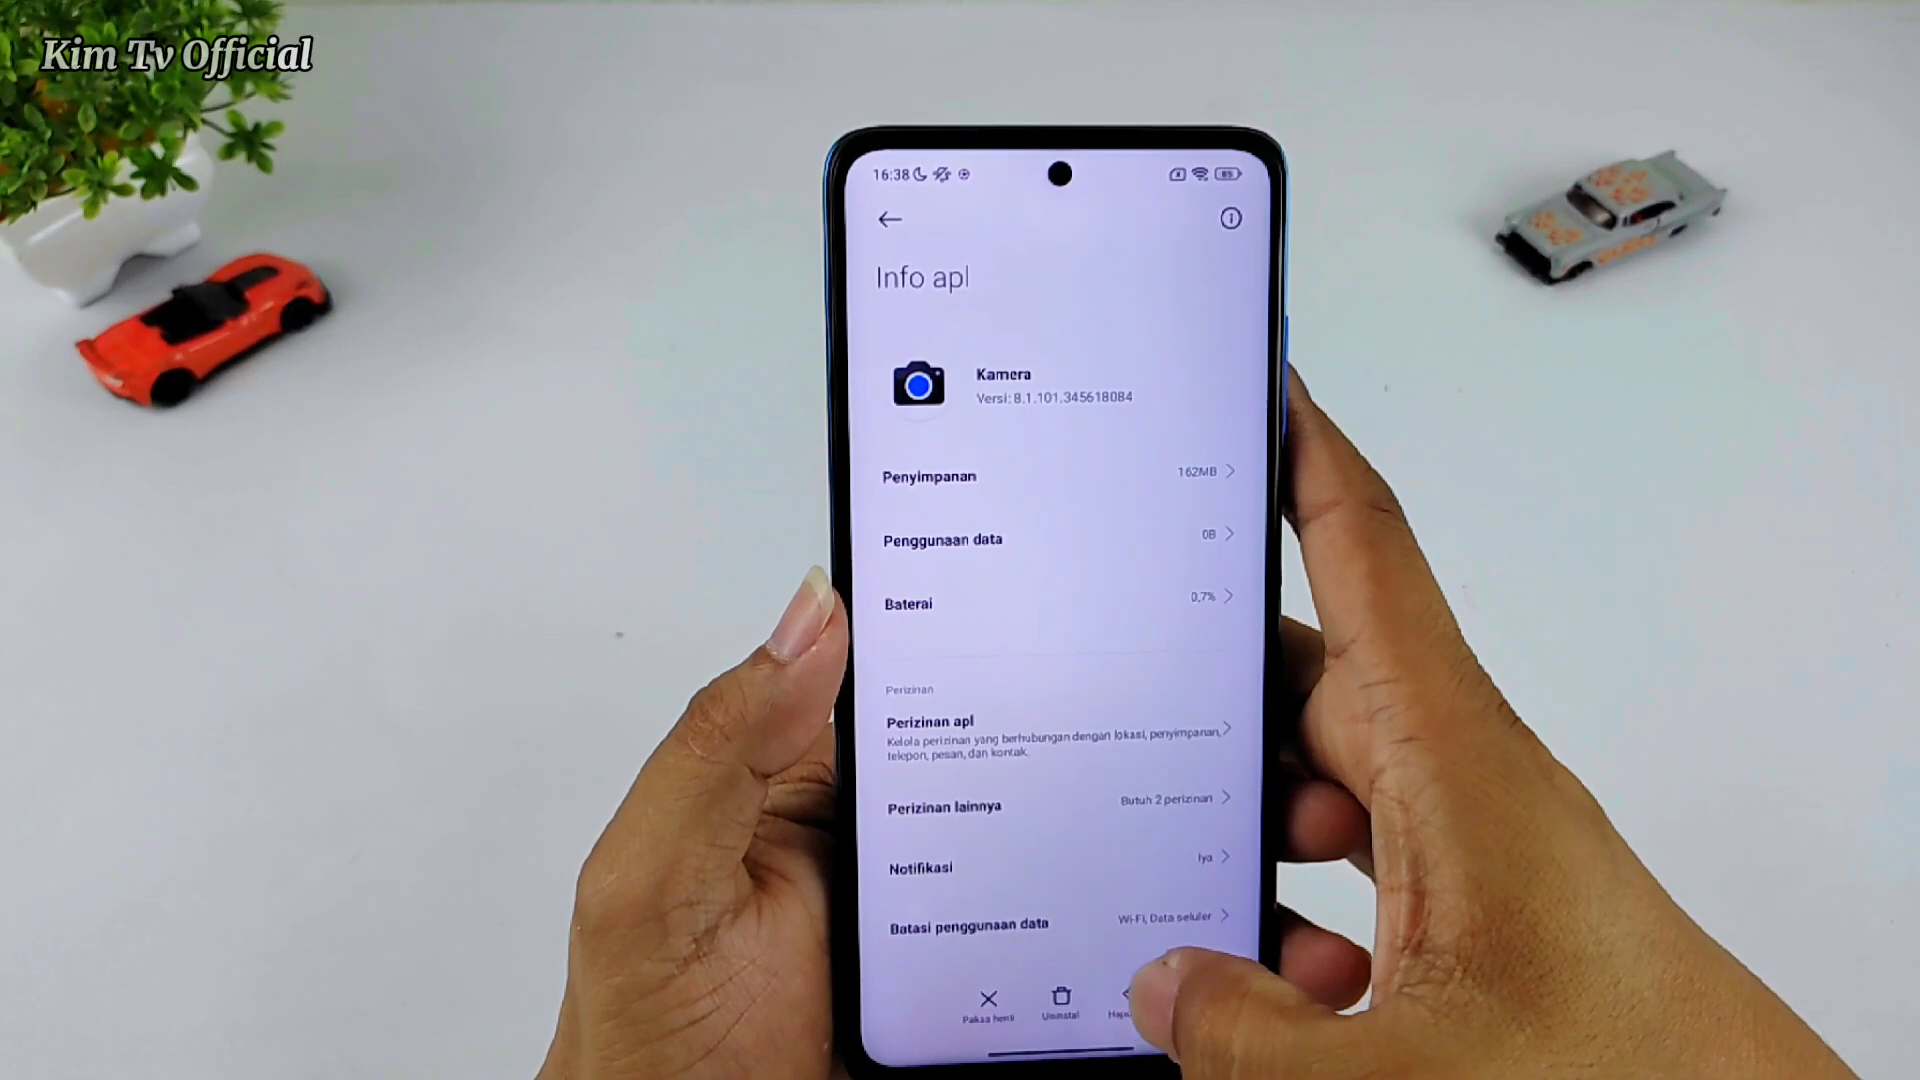 Kim Tv Official
16:38
85
Info apl
Kamera
Versi: 8.1.101.345618084
Penyimpanan 162MB
Penggunaan data 0B
Baterai 0,7%
Perizinan
Perizinan apl
Kelola perizinan yang berhubungan dengan lokasi, penyimpanan,
telepon, pesan, dan kontak.
Perizinan lainnya Butuh 2 perizinan
Notifikasi Iya
Batasi penggunaan data Wi-Fi, Data seluler
Paksa henti Uninstal